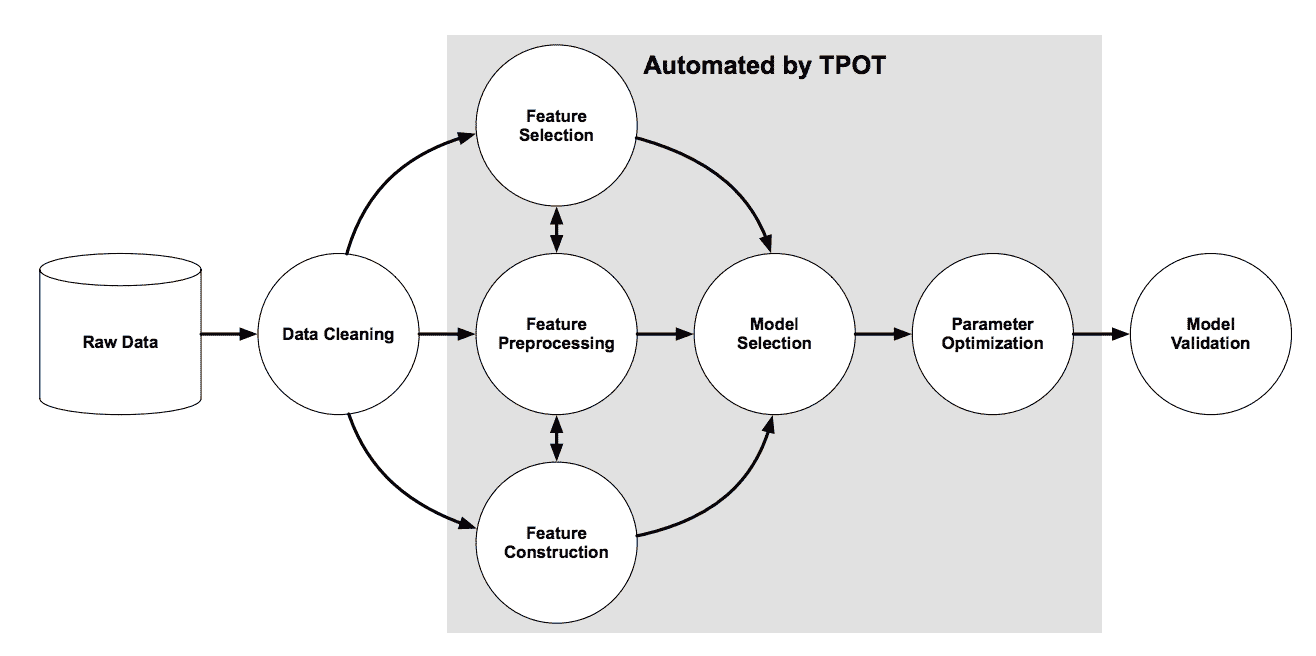 Automated by TPOT
Feature
Selection
Raw Data
Data Cleaning
Feature
Preprocessing
Model
Selection
Parameter
Optimization
Model
Validation
Feature
Construction